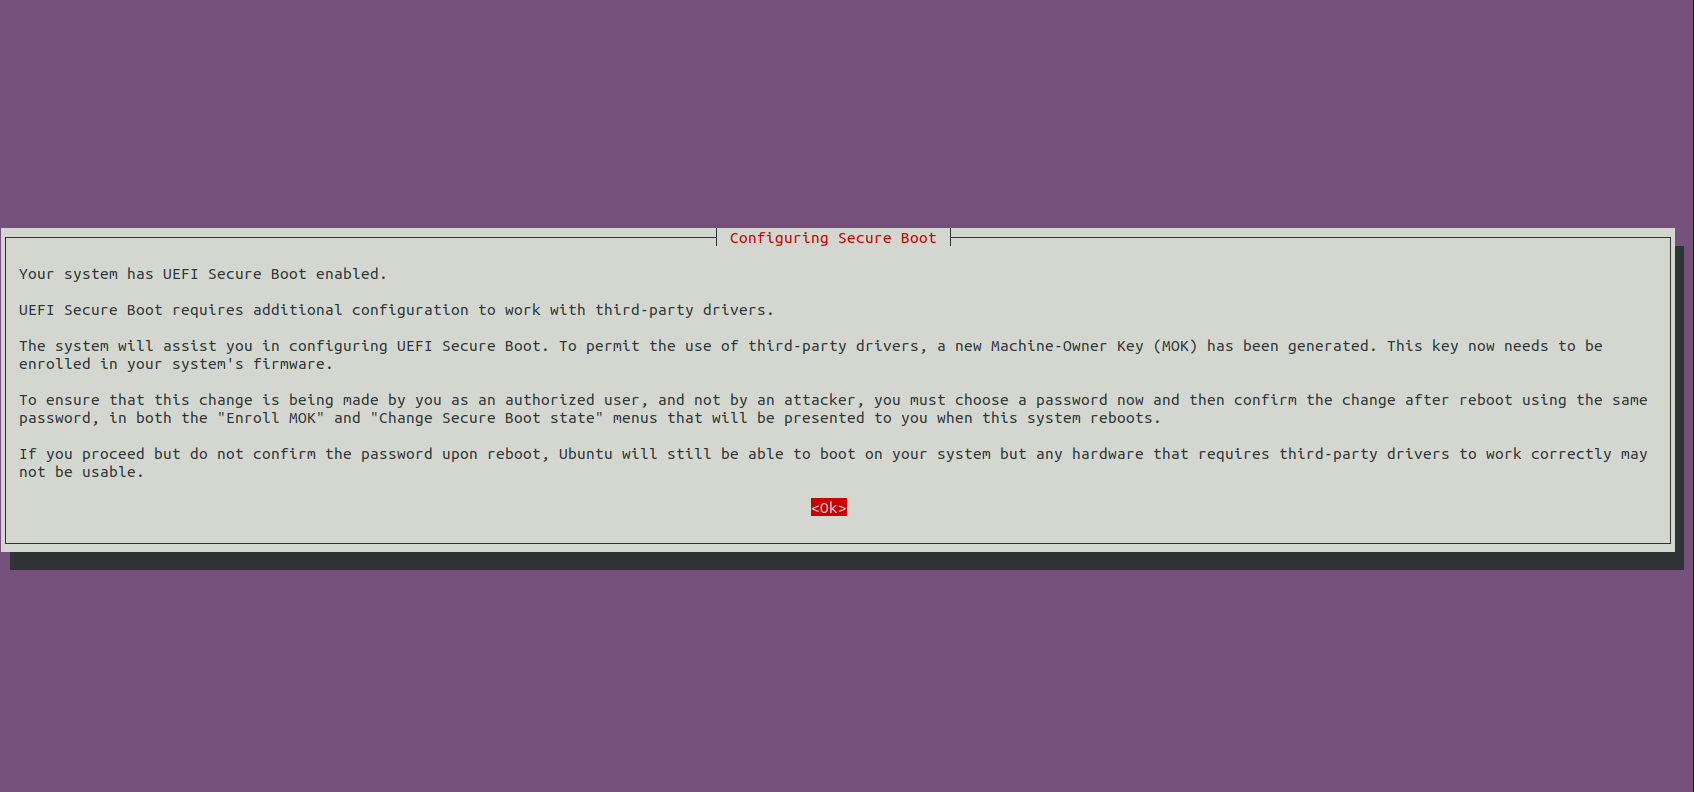 Configuring Secure Boot
Your system has UEFI Secure Boot enabled.
UEFI Secure Boot requires additional configuration to work with third-party drivers.
The system will assist you in configuring UEFI Secure Boot. To permit the use of third-party drivers, a new Machine-Owner Key (MOK) has been generated. This key now needs to be
enrolled in your system's firmware.
To ensure that this change is being made by you as an authorized user, and not by an attacker, you must choose a password now and then confirm the change after reboot using the same
password, in both the "Enroll MOK" and "Change Secure Boot state" menus that will be presented to you when this system reboots.
If you proceed but do not confirm the password upon reboot, Ubuntu will still be able to boot on your system but any hardware that requires third-party drivers to work correctly may
not be usable.
<Ok>